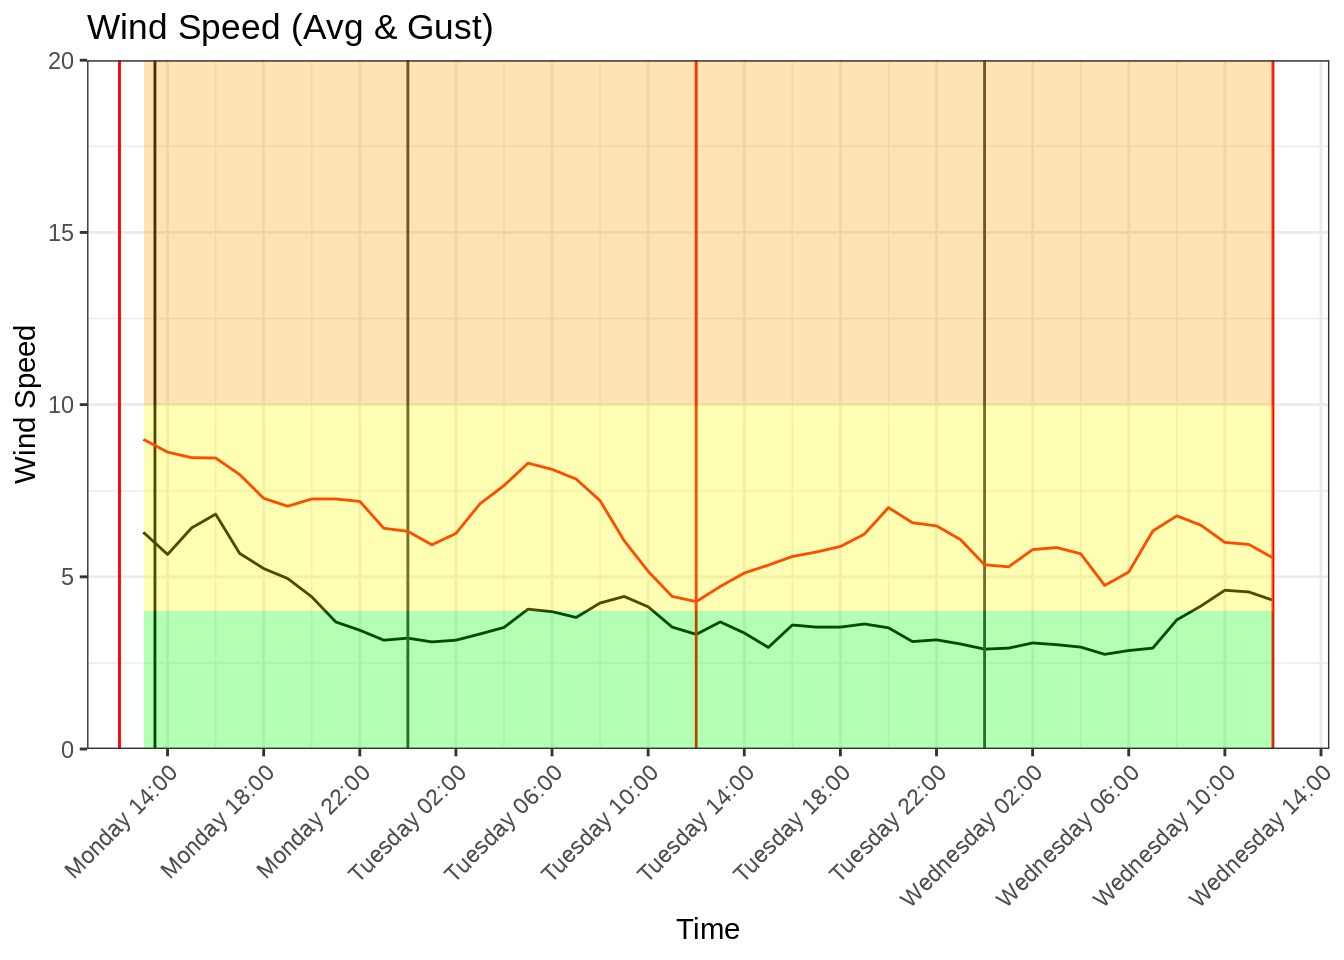 Wind Speed (Avg & Gust)
20
15
10
5
0
Wind Speed
Monday 14:00
Monday 18:00
Monday 22:00
Tuesday 02:00
Tuesday 06:00
Tuesday 10:00
Tuesday 14:00
Tuesday 18:00
Tuesday 22:00
Wednesday 02:00
Wednesday 06:00
Wednesday 10:00
Wednesday 14:00
Time